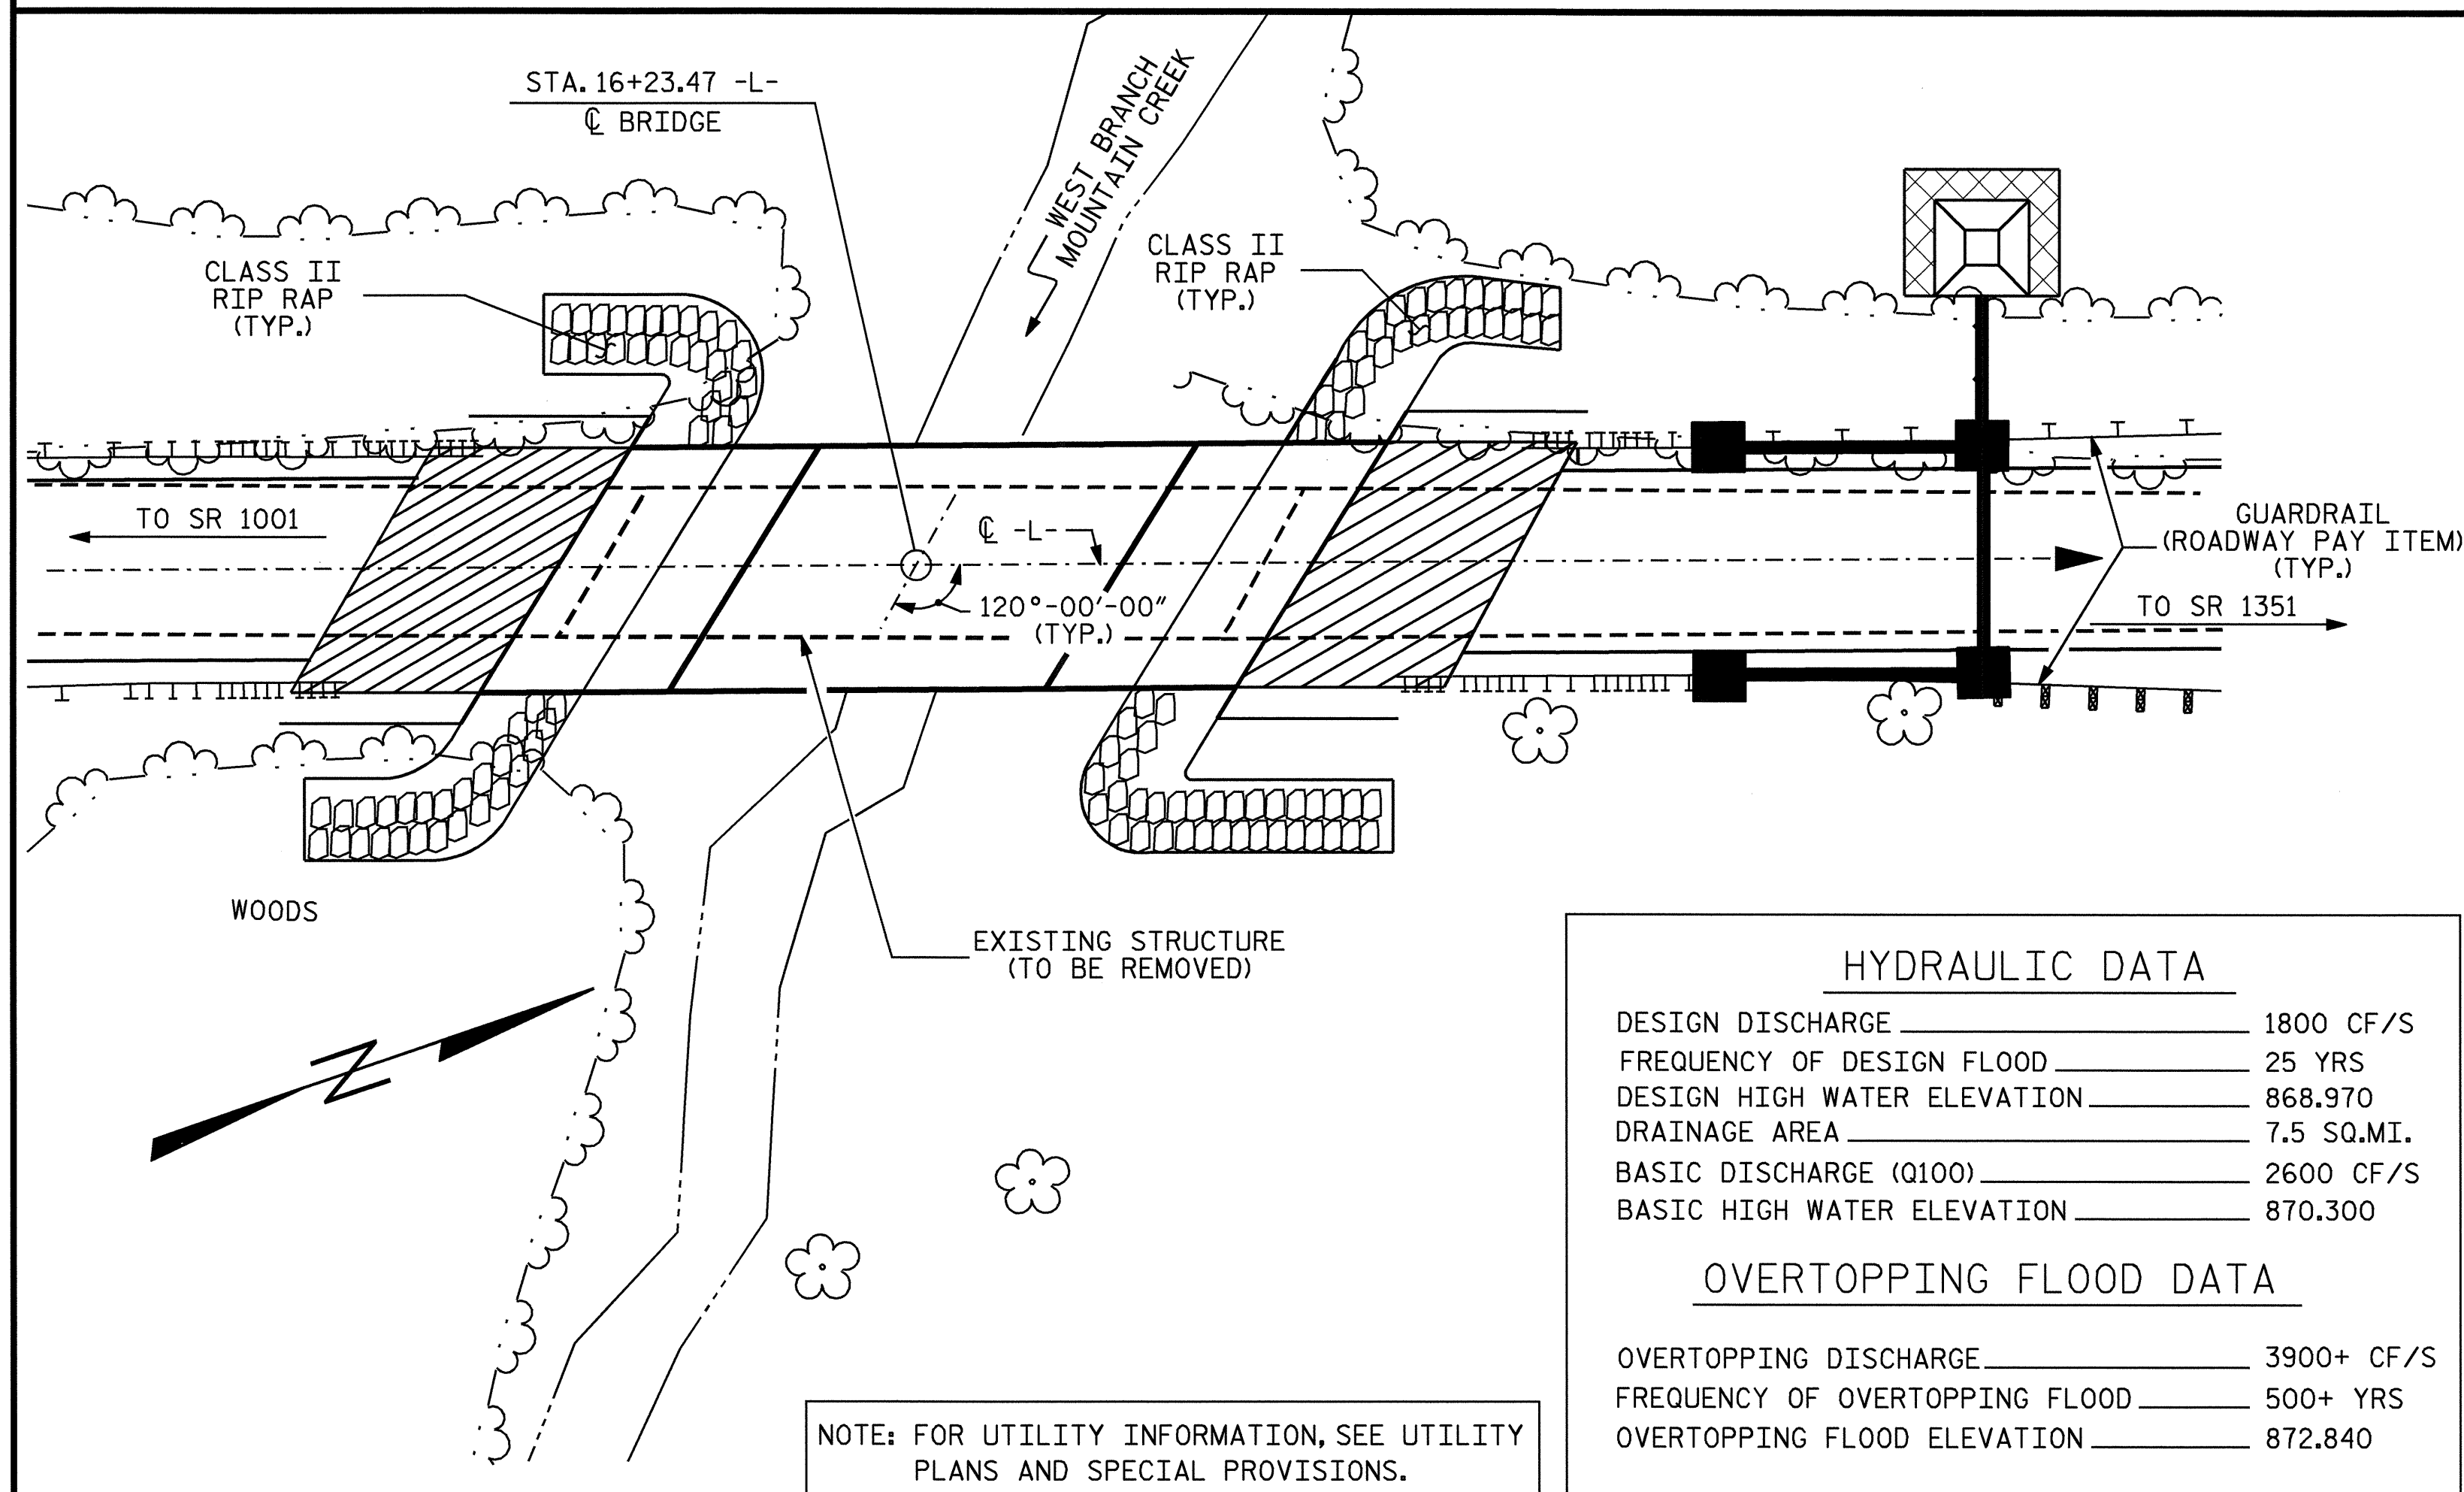 STA. 16+23.47 -L-
℄ BRIDGE
WEST BRANCH
MOUNTAIN CREEK
CLASS II
RIP RAP
(TYP.)
CLASS II
RIP RAP
(TYP.)
TO SR 1001
℄ -L-
120°-00'-00"
(TYP.)
GUARDRAIL
(ROADWAY PAY ITEM)
(TYP.)
TO SR 1351
WOODS
EXISTING STRUCTURE
(TO BE REMOVED)
N
HYDRAULIC DATA
DESIGN DISCHARGE 1800 CF/S
FREQUENCY OF DESIGN FLOOD 25 YRS
DESIGN HIGH WATER ELEVATION 868.970
DRAINAGE AREA 7.5 SQ.MI.
BASIC DISCHARGE (Q100) 2600 CF/S
BASIC HIGH WATER ELEVATION 870.300
OVERTOPPING FLOOD DATA
OVERTOPPING DISCHARGE 3900+ CF/S
FREQUENCY OF OVERTOPPING FLOOD 500+ YRS
OVERTOPPING FLOOD ELEVATION 872.840
NOTE: FOR UTILITY INFORMATION, SEE UTILITY
PLANS AND SPECIAL PROVISIONS.